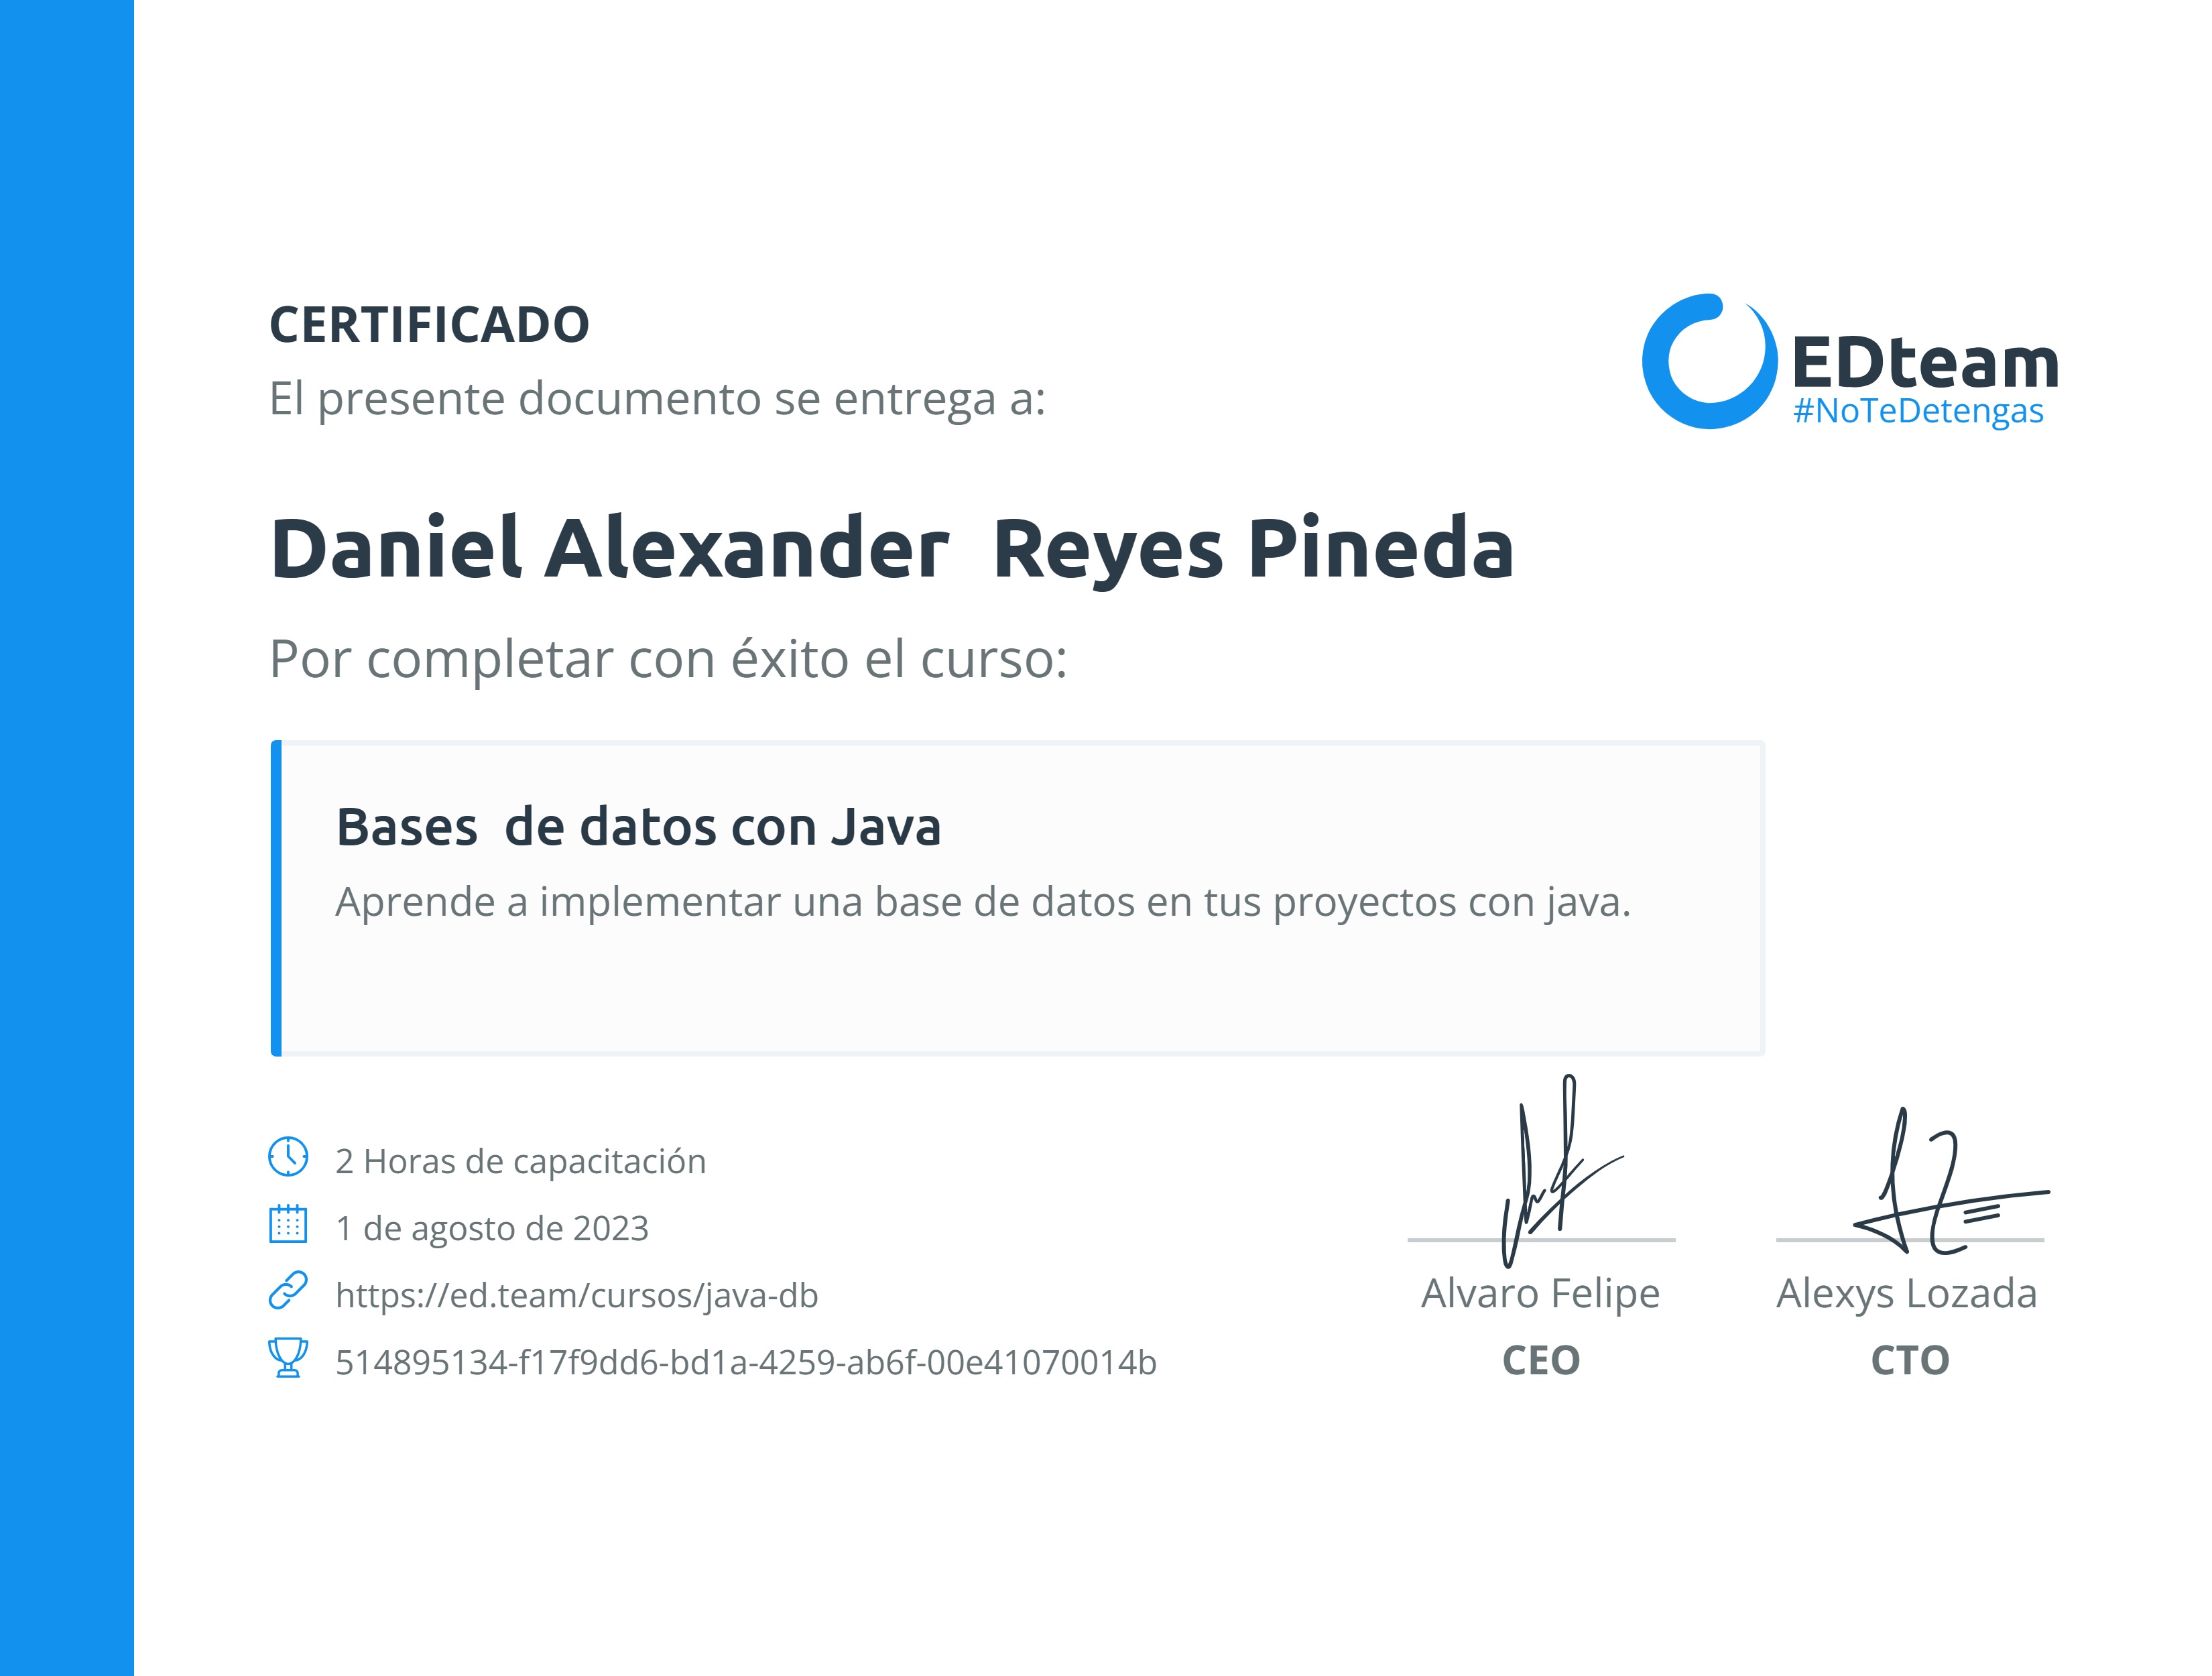 CERTIFICADO
El presente documento se entrega a:
EDteam
#NoTeDetengas
Daniel Alexander  Reyes Pineda
Por completar con éxito el curso:
Bases  de datos con Java
Aprende a implementar una base de datos en tus proyectos con java.
2 Horas de capacitación
1 de agosto de 2023
https://ed.team/cursos/java-db
514895134-f17f9dd6-bd1a-4259-ab6f-00e41070014b
Alvaro Felipe
CEO
Alexys Lozada
CTO